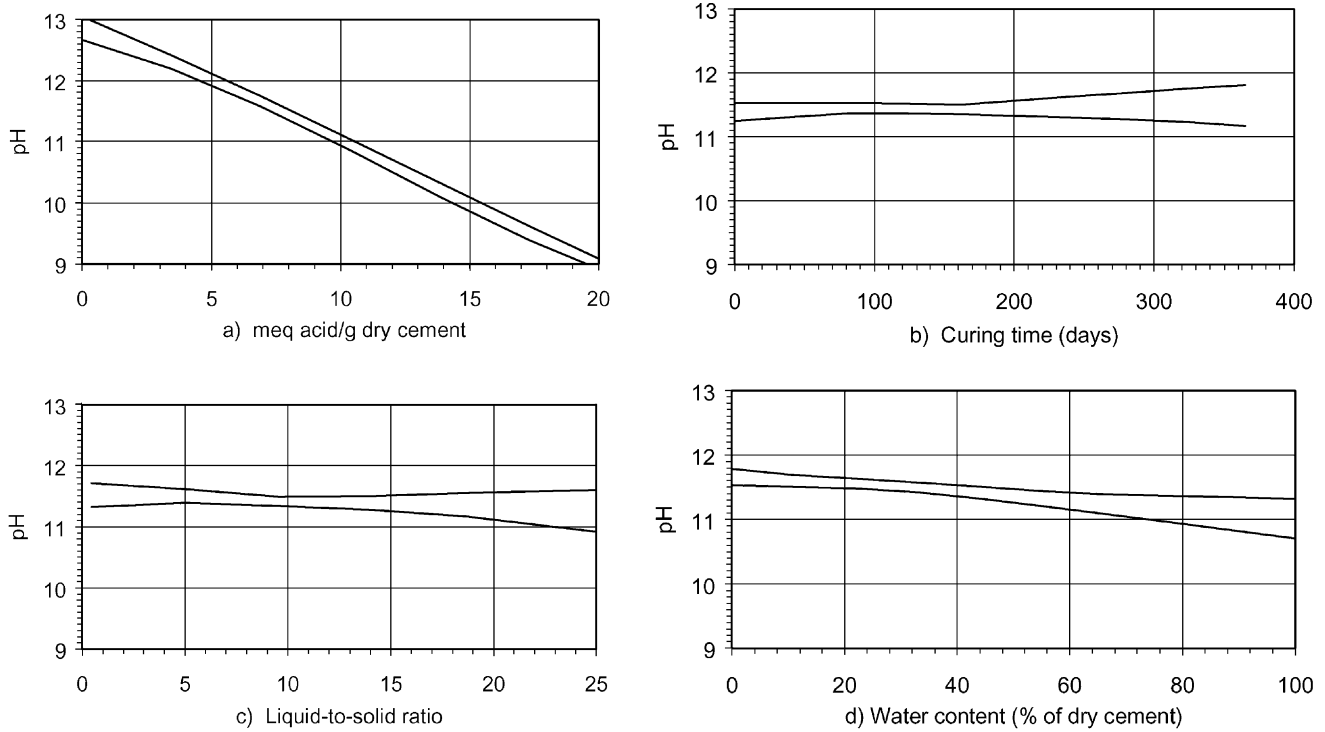 13
12
11
10
9
pH
0 5 10 15 20
a) meq acid/g dry cement
13
12
11
10
9
pH
0 100 200 300 400
b) Curing time (days)
13
12
11
10
9
pH
0 5 10 15 20 25
c) Liquid-to-solid ratio
13
12
11
10
9
pH
0 20 40 60 80 100
d) Water content (% of dry cement)